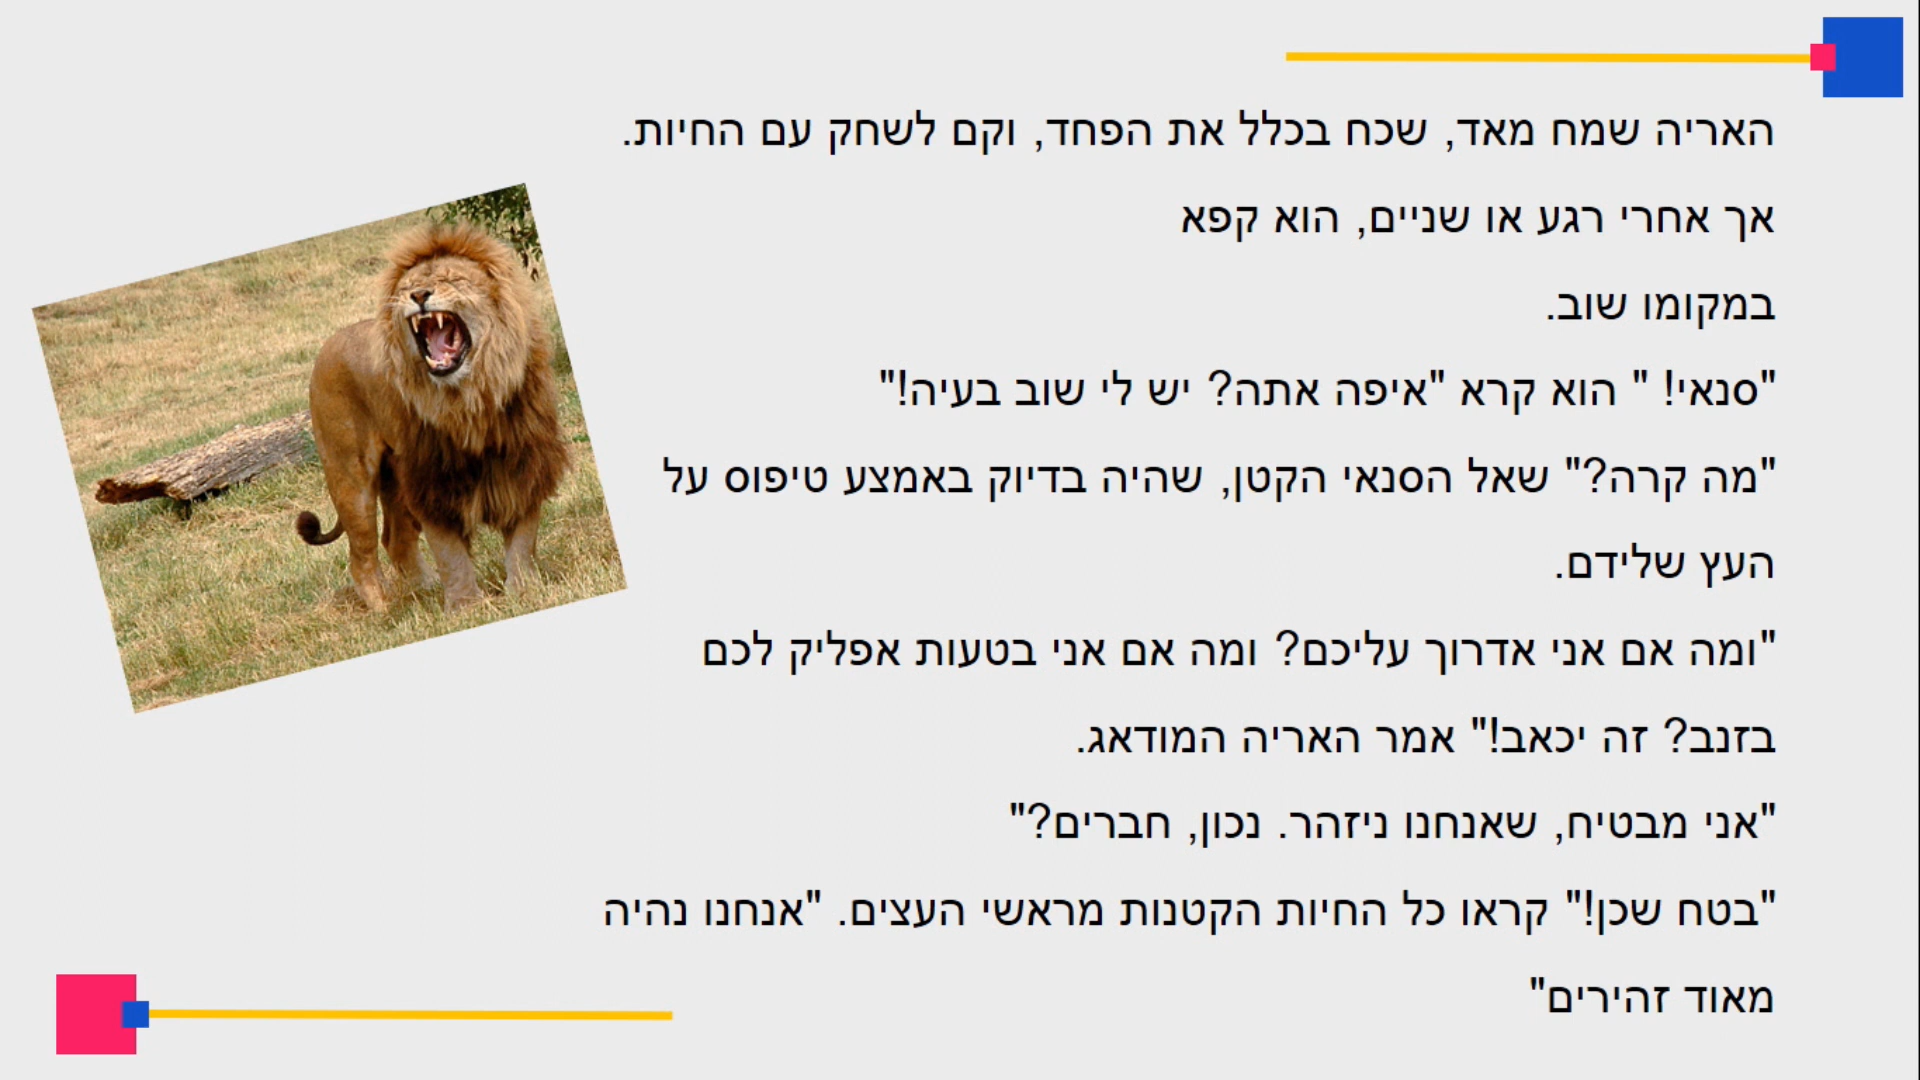 האריה שמח מאד, שכח בכלל את הפחד, וקם לשחק עם החיות.
אך אחרי רגע או שניים, הוא קפא
במקומו שוב.
"סנאי! " הוא קרא "איפה אתה? יש לי שוב בעיה!"
"מה קרה?" שאל הסנאי הקטן, שהיה בדיוק באמצע טיפוס על
העץ שלידם.
"ומה אם אני אדרוך עליכם? ומה אם אני בטעות אפליק לכם
בזנב? זה יכאב!" אמר האריה המודאג.
"אני מבטיח, שאנחנו ניזהר. נכון, חברים?"
"בטח שכן!" קראו כל החיות הקטנות מראשי העצים. "אנחנו נהיה
מאוד זהירים"